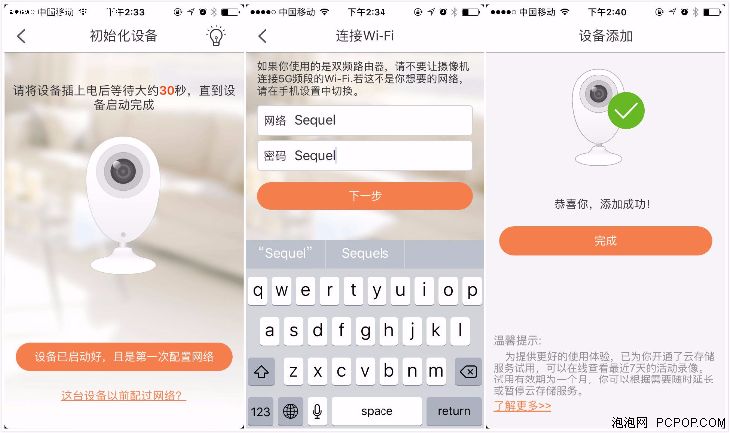 中国移动 下午2:33
初始化设备
请将设备插上电后等待大约30秒，直到设
备启动完成
设备已启动好，且是第一次配置网络
这台设备以前配过网络？
中国移动 下午2:34
连接Wi-Fi
如果你使用的是双频路由器，请不要让摄像机
连接5G频段的Wi-Fi.若这不是你想要的网络，
请在手机设置中切换。
网络 Sequel
密码 Sequel
下一步
“Sequel” Sequels
q w e r t y u i o p
a s d f g h j k l
z x c v b n m
123 space return
中国移动 下午2:40
设备添加
恭喜你，添加成功！
完成
温馨提示：
为提供更好的使用体验，已为你开通了云存储
服务试用，可以在线查看最近7天的活动录像。
试用有效期为一个月，你可以根据需要随时延长
或暂停云存储服务。
了解更多>>
泡泡网 PCPOP.COM